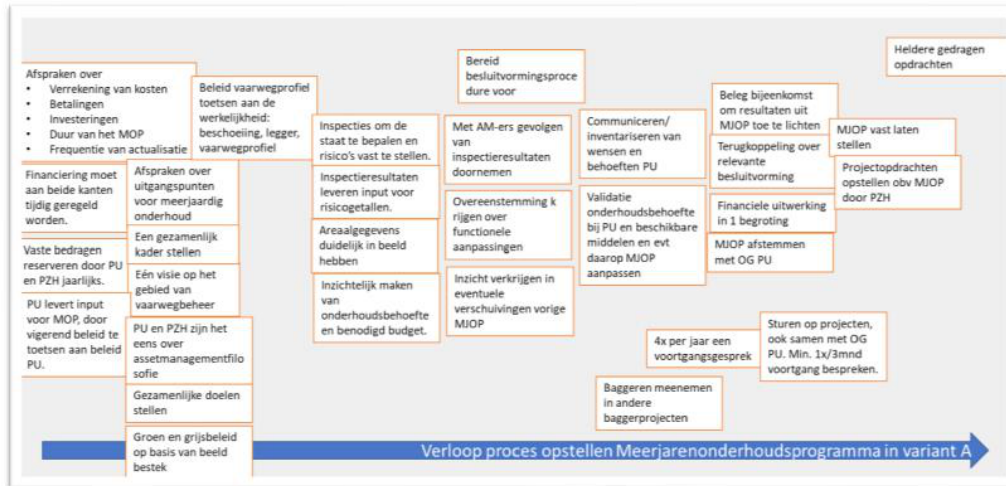 Afspraken over
• Verrekening van kosten
• Betalingen
• Investeringen
• Duur van het MOP
• Frequentie van actualisatie
Financiering moet
aan beide kanten
tijdig geregeld
worden.
Vaste bedragen
reserveren door PU
en PZH jaarlijks.
PU levert input
voor MOP, door
vigerend beleid te
toetsen aan beleid
PU.
Beleid vaarwegprofiel
toetsen aan de
werkelijkheid:
beschoeiing, legger,
vaarwegprofiel
Afspraken over
uitgangspunten
voor meerjaardig
onderhoud
Een gezamenlijk
kader stellen
Eén visie op het
gebied van
vaarwegbeheer
PU en PZH zijn het
eens over
assetmanagementfilo
sofie
Gezamenlijke doelen
stellen
Groen en grijsbeleid
op basis van beeld
bestek
Inspecties om de
staat te bepalen en
risico's vast te stellen.
Inspectieresultaten
leveren input voor
risicogetallen.
Areaalgegevens
duidelijk in beeld
hebben
Inzichtelijk maken
van
onderhoudsbehoefte
en benodigd budget.
Bereid
besluitvormingsproce
dure voor
Met AM-ers gevolgen
van
inspectieresultaten
doornemen
Overeenstemming k
rijgen over
functionele
aanpassingen
Inzicht verkrijgen in
eventuele
verschuivingen vorige
MJOP
Communiceren/
inventariseren van
wensen en
behoeften PU
Validatie
onderhoudsbehoefte
bij PU en beschikbare
middelen en evt
daarop MJOP
aanpassen
Beleg bijeenkomst
om resultaten uit
MJOP toe te lichten
Terugkoppeling over
relevante
besluitvorming
Financiele uitwerking
in 1 begroting
MJOP afstemmen
met OG PU
MJOP vast laten
stellen
Projectopdrachten
opstellen obv MJOP
door PZH
Heldere gedragen
opdrachten
4x per jaar een
voortgangsgesprek
Sturen op projecten,
ook samen met OG
PU. Min. 1x/3mnd
voortgang bespreken.
Baggeren meenemen
in andere
baggerprojecten
Verloop proces opstellen Meerjarenonderhoudsprogramma in variant A